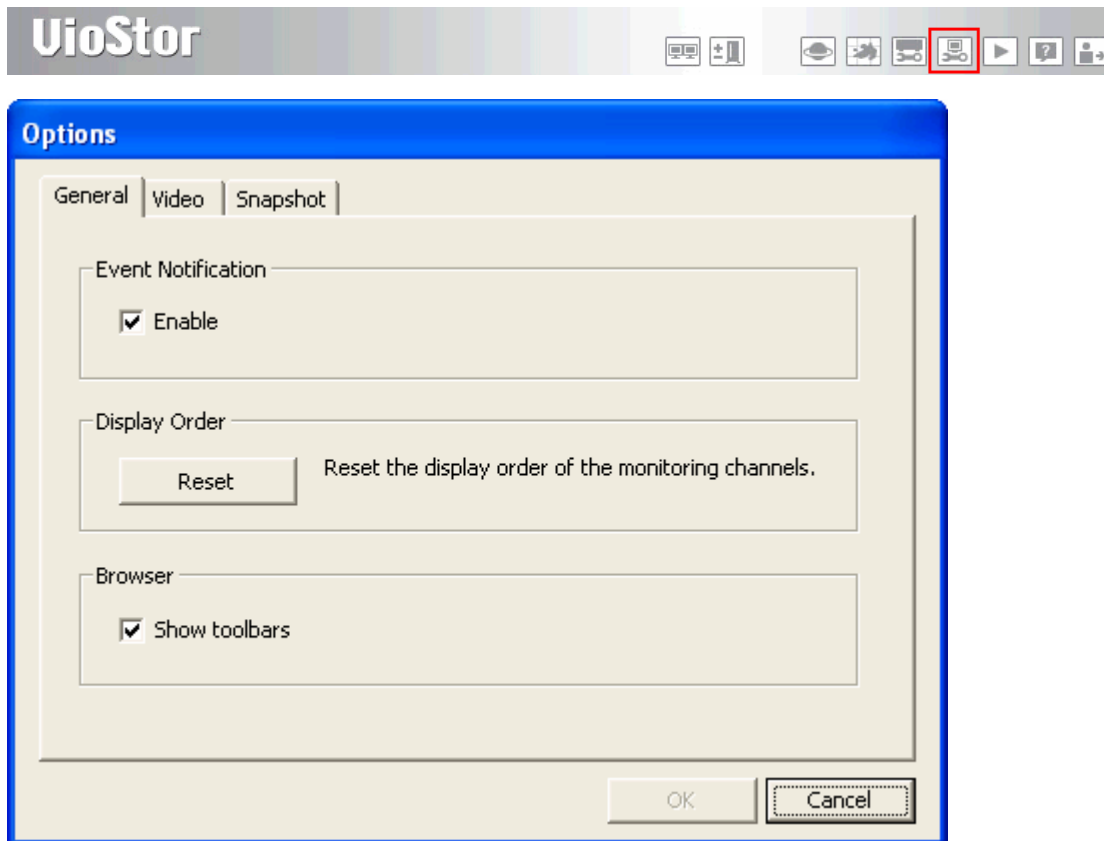 VioStor
Options
General Video Snapshot
Event Notification
Enable
Display Order
Reset Reset the display order of the monitoring channels.
Browser
Show toolbars
OK Cancel